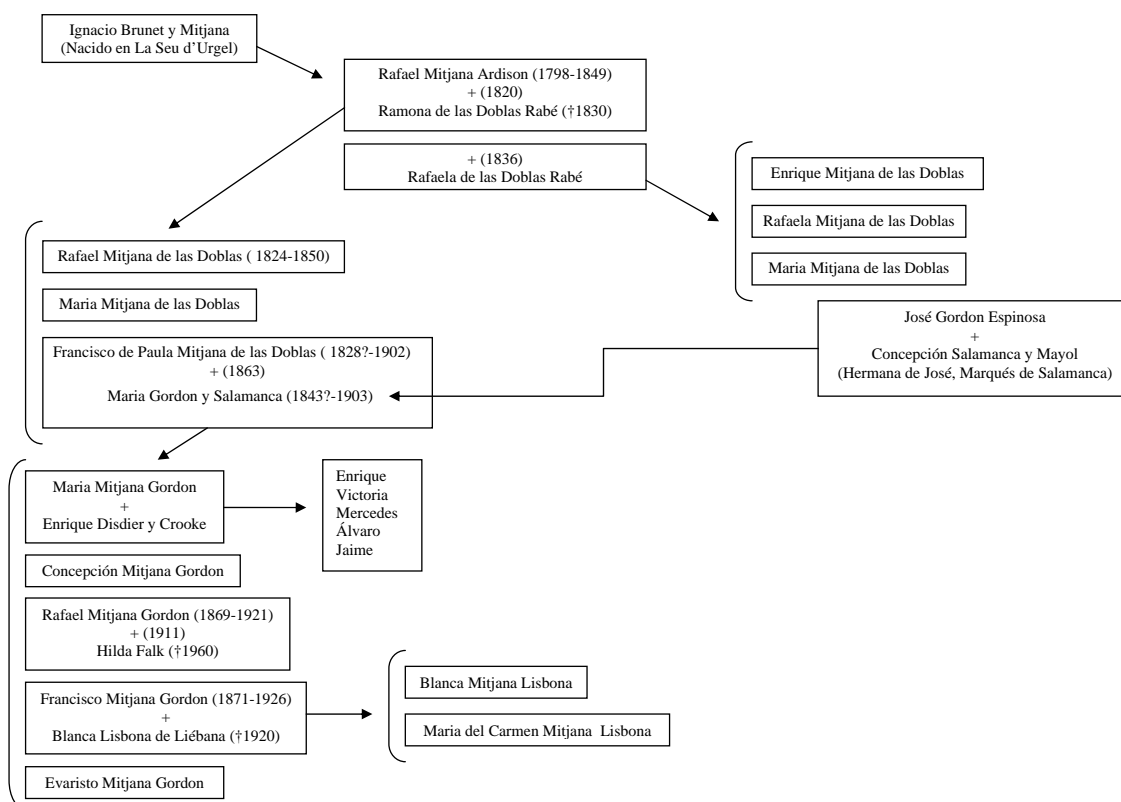 Ignacio Brunet y Mitjana
(Nacido en La Seu d’Urgel)
Rafael Mitjana Ardison (1798-1849)
+ (1820)
Ramona de las Doblas Rabé (†1830)
+ (1836)
Rafaela de las Doblas Rabé
Enrique Mitjana de las Doblas
Rafaela Mitjana de las Doblas
Maria Mitjana de las Doblas
Rafael Mitjana de las Doblas ( 1824-1850)
Maria Mitjana de las Doblas
Francisco de Paula Mitjana de las Doblas ( 1828?-1902)
+ (1863)
Maria Gordon y Salamanca (1843?-1903)
José Gordon Espinosa
+
Concepción Salamanca y Mayol
(Hermana de José, Marqués de Salamanca)
Maria Mitjana Gordon
+
Enrique Disdier y Crooke
Enrique
Victoria
Mercedes
Álvaro
Jaime
Concepción Mitjana Gordon
Rafael Mitjana Gordon (1869-1921)
+ (1911)
Hilda Falk (†1960)
Francisco Mitjana Gordon (1871-1926)
+
Blanca Lisbona de Liébana (†1920)
Blanca Mitjana Lisbona
Maria del Carmen Mitjana Lisbona
Evaristo Mitjana Gordon